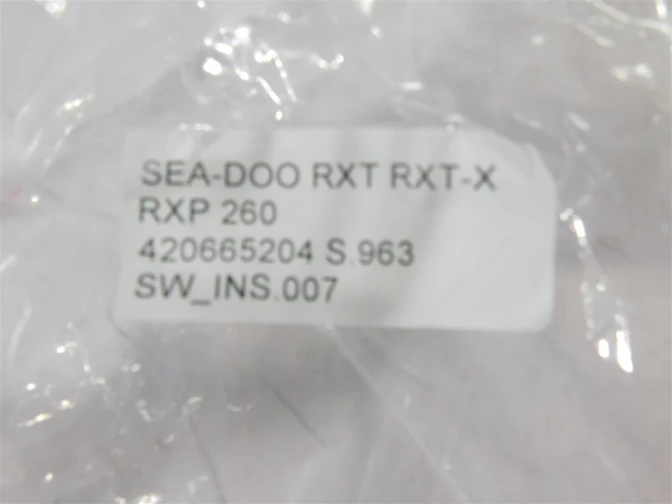 SEA-DOO RXT RXT-X
RXP 260
420665204 S.963
SW_INS.007